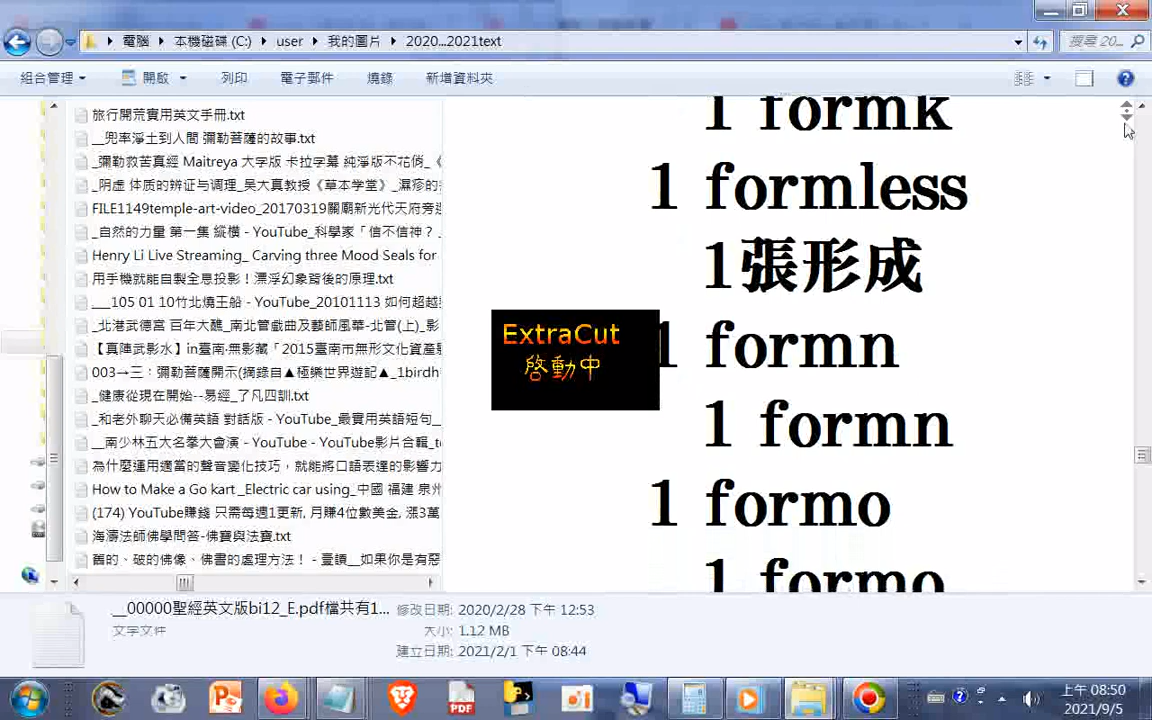 電腦 ▸ 本機磁碟 (C:) ▸ user ▸ 我的圖片 ▸ 2020...2021text
搜尋 20...
組合管理 開啟 列印 電子郵件 燒錄 新增資料夾
旅行開荒實用英文手冊.txt
__兜率淨土到人間 彌勒菩薩的故事.txt
_彌勒救苦真經 Maitreya 大字版 卡拉字幕 純淨版不花俏_《
_阴虚 体质的辨证与调理_吴大真教授《草本学堂》_濕疹的
FILE1149temple-art-video_20170319關廟新光代天府旁邊
_自然的力量 第一集 縱橫 - YouTube_科學家「信不信神？」
Henry Li Live Streaming_ Carving three Mood Seals for
用手機就能自製全息投影！漂浮幻象背後的原理.txt
___105 01 10竹北燒王船 - YouTube_20101113 如何超越
_北港武德宮 百年大醮_南北管戲曲及藝師風華-北管(上)_影
【真陣武影水】in臺南·無影藏「2015臺南市無形文化資產
003→三：彌勒菩薩開示(摘錄自▲極樂世界遊記▲_1birdh
_健康從現在開始--易經_了凡四訓.txt
_和老外聊天必備英語 對話版 - YouTube_最實用英語短句_
__南少林五大名拳大會演 - YouTube - YouTube影片合輯_t
為什麼運用適當的聲音變化技巧，就能將口語表達的影響力
How to Make a Go kart _Electric car using_中國 福建 泉州
(174) YouTube賺錢 只需每週1更新, 月賺4位數美金, 漲3萬
海濤法師佛學問答-佛寶與法寶.txt
舊的、破的佛像、佛書的處理方法！ - 壹讀__如果你是有惡
1 formk
1 formless
1張形成
1 formn
1 formn
1 formo
1 formo
ExtraCut
啓動中
__00000聖經英文版bi12_E.pdf檔共有1...
文字文件
修改日期: 2020/2/28 下午 12:53
大小: 1.12 MB
建立日期: 2021/2/1 下午 08:44
上午 08:50
2021/9/5